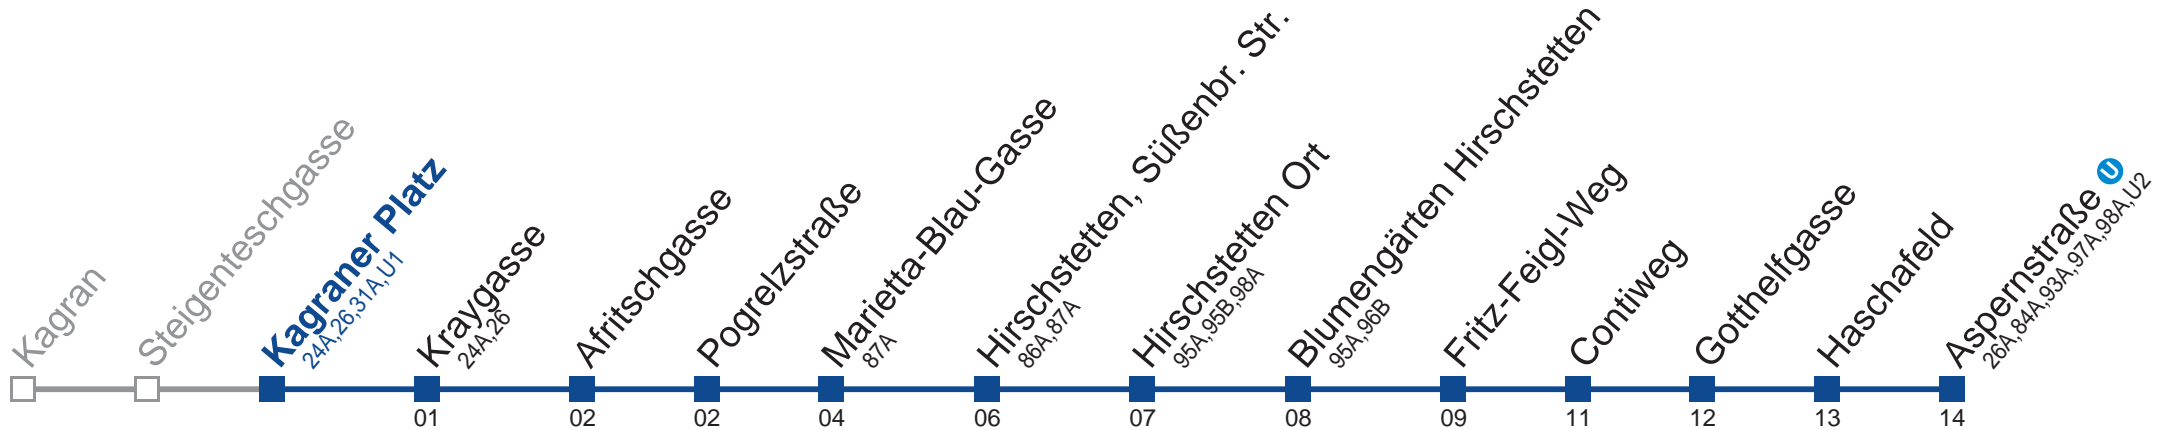 Kagran
Steigenteschgasse
Kagraner Platz
24A,26,31A,U1
Kraygasse
24A,26
Afritschgasse
Pogrelzstraße
Marietta-Blau-Gasse
87A
Hirschstetten, Süßenbr. Str.
86A,87A
Hirschstetten Ort
95A,95B,98A
Blumengärten Hirschstetten
95A,96B
Fritz-Feigl-Weg
Contiweg
Gotthelfgasse
Haschafeld
Aspernstraße U
26A,84A,93A,97A,98A,U2
01 02 02 04 06 07 08 09 11 12 13 14